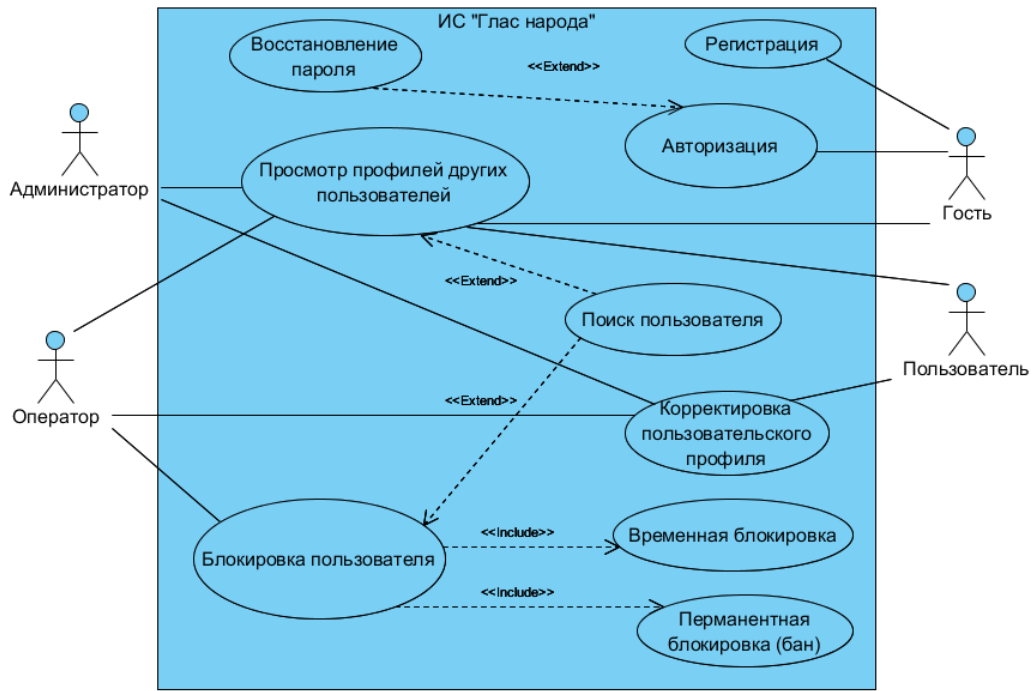 ИС "Глас народа"
Восстановление
пароля
<<Extend>>
Регистрация
Авторизация
Просмотр профилей других
пользователей
Администратор
Гость
<<Extend>>
Поиск пользователя
Пользователь
Оператор
<<Extend>>
Корректировка
пользовательского
профиля
<<Include>>
Временная блокировка
Блокировка пользователя
<<Include>>
Перманентная
блокировка (бан)